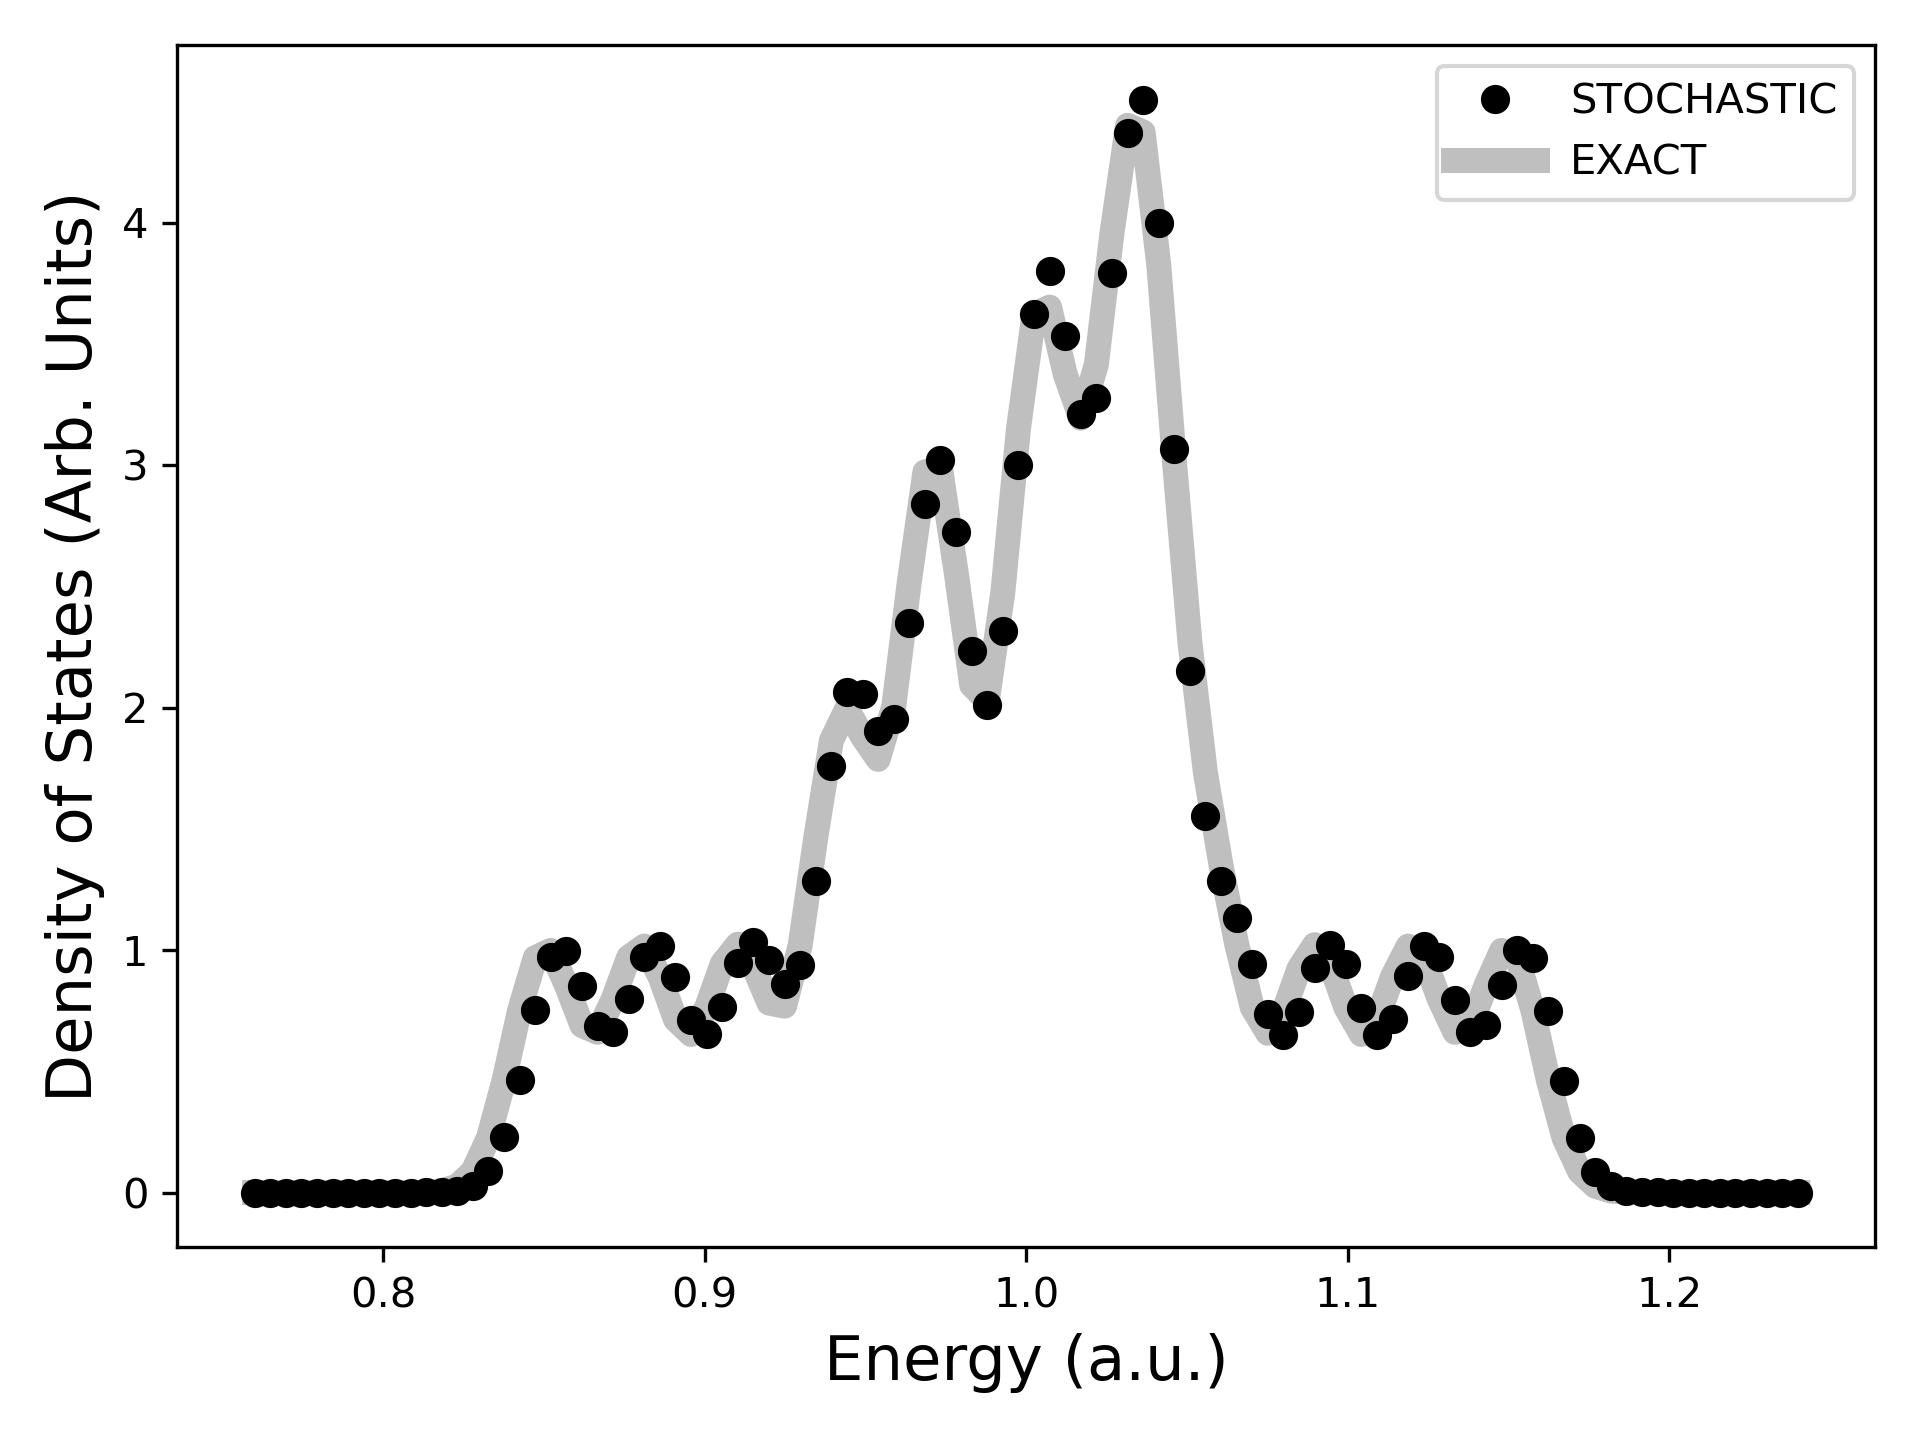 STOCHASTIC
EXACT
Density of States (Arb. Units)
4
3
2
1
0
0.8 0.9 1.0 1.1 1.2
Energy (a.u.)